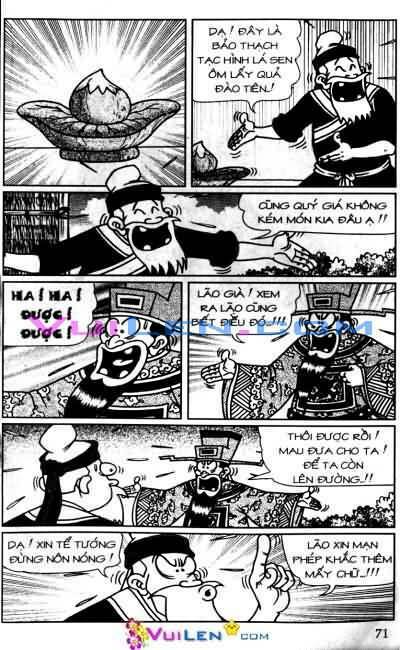 DẠ! ĐÂY LÀ
BẢO THẠCH
TẠC HÌNH LÁ SEN
ÔM LẤY QUẢ
ĐÀO TIÊN!
CŨNG QUÝ GIÁ KHÔNG
KÉM MÓN KIA ĐÂU Ạ!!
HA! HA!
ĐƯỢC!
ĐƯỢC!
LÃO GIÀ! XEM
RA LÃO CŨNG
BIẾT ĐIỀU ĐÓ.!!!
VUILEN.COM
THÔI ĐƯỢC RỒI!
MAU ĐƯA CHO TA!
ĐỂ TA CÒN
LÊN ĐƯỜNG..!!
DẠ! XIN TỂ TƯỚNG
ĐỪNG NÔN NÓNG!
LÃO XIN MẠN
PHÉP KHẮC THÊM
MẤY CHỮ..!!!
71
VUILEN.COM